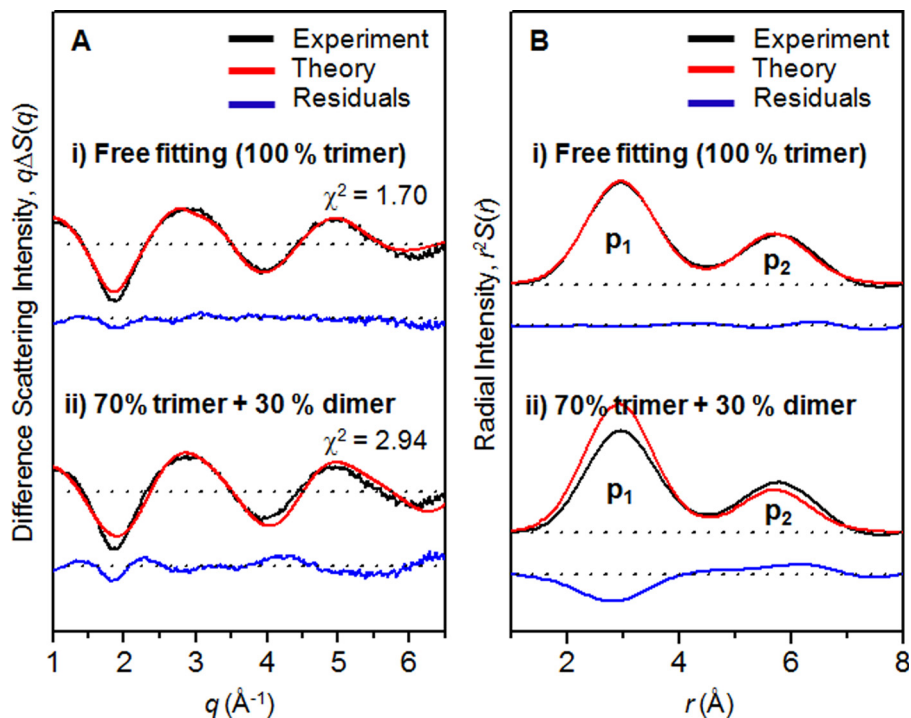 A
Experiment
Theory
Residuals
i) Free fitting (100 % trimer)
χ² = 1.70
ii) 70% trimer + 30 % dimer
χ² = 2.94
Difference Scattering Intensity, qΔS(q)
1 2 3 4 5 6
q (Å⁻¹)
B
Experiment
Theory
Residuals
i) Free fitting (100 % trimer)
p₁
p₂
ii) 70% trimer + 30 % dimer
p₁
p₂
Radial Intensity, r²S(r)
2 4 6 8
r (Å)